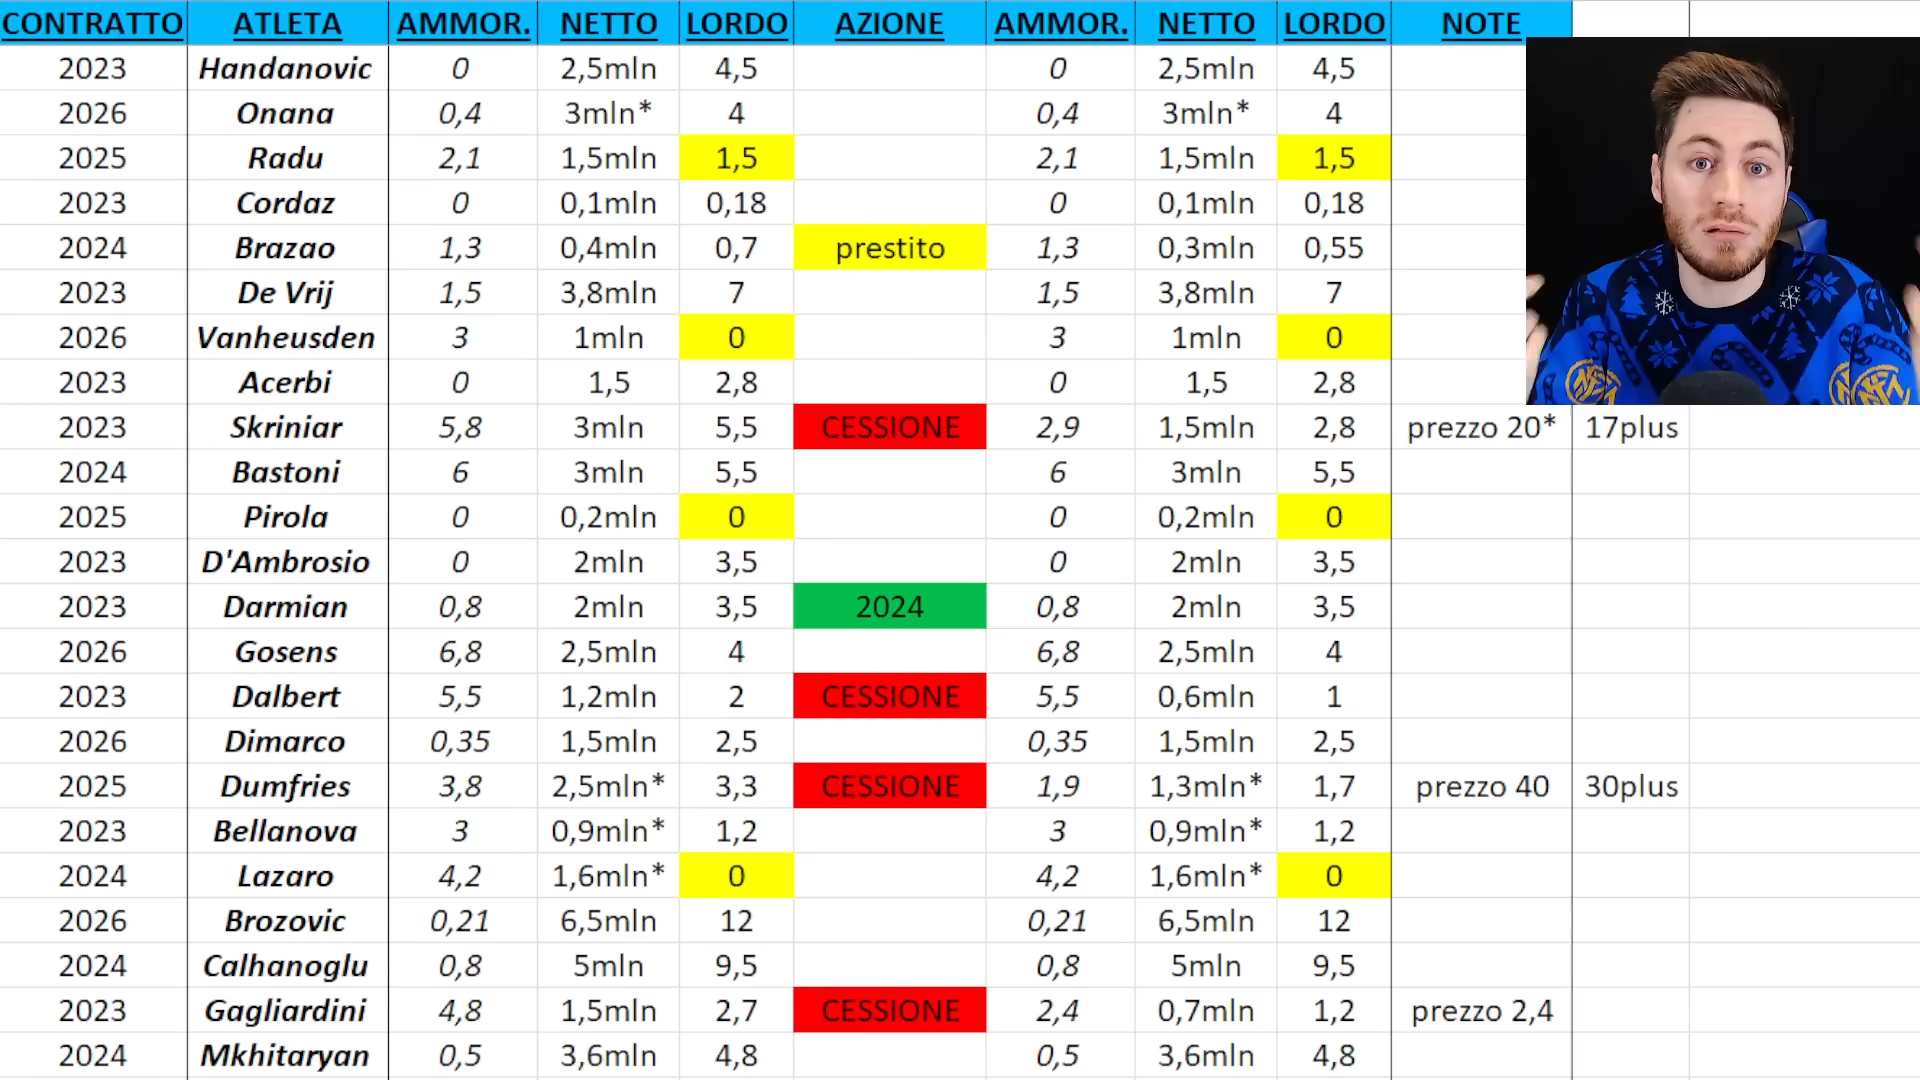 CONTRATTO ATLETA AMMOR. NETTO LORDO AZIONE AMMOR. NETTO LORDO NOTE
2023 Handanovic 0 2,5mln 4,5 0 2,5mln 4,5
2026 Onana 0,4 3mln* 4 0,4 3mln* 4
2025 Radu 2,1 1,5mln 1,5 2,1 1,5mln 1,5
2023 Cordaz 0 0,1mln 0,18 0 0,1mln 0,18
2024 Brazao 1,3 0,4mln 0,7 prestito 1,3 0,3mln 0,55
2023 De Vrij 1,5 3,8mln 7 1,5 3,8mln 7
2026 Vanheusden 3 1mln 0 3 1mln 0
2023 Acerbi 0 1,5 2,8 0 1,5 2,8
2023 Skriniar 5,8 3mln 5,5 CESSIONE 2,9 1,5mln 2,8 prezzo 20* 17plus
2024 Bastoni 6 3mln 5,5 6 3mln 5,5
2025 Pirola 0 0,2mln 0 0 0,2mln 0
2023 D'Ambrosio 0 2mln 3,5 0 2mln 3,5
2023 Darmian 0,8 2mln 3,5 2024 0,8 2mln 3,5
2026 Gosens 6,8 2,5mln 4 6,8 2,5mln 4
2023 Dalbert 5,5 1,2mln 2 CESSIONE 5,5 0,6mln 1
2026 Dimarco 0,35 1,5mln 2,5 0,35 1,5mln 2,5
2025 Dumfries 3,8 2,5mln* 3,3 CESSIONE 1,9 1,3mln* 1,7 prezzo 40 30plus
2023 Bellanova 3 0,9mln* 1,2 3 0,9mln* 1,2
2024 Lazaro 4,2 1,6mln* 0 4,2 1,6mln* 0
2026 Brozovic 0,21 6,5mln 12 0,21 6,5mln 12
2024 Calhanoglu 0,8 5mln 9,5 0,8 5mln 9,5
2023 Gagliardini 4,8 1,5mln 2,7 CESSIONE 2,4 0,7mln 1,2 prezzo 2,4
2024 Mkhitaryan 0,5 3,6mln 4,8 0,5 3,6mln 4,8